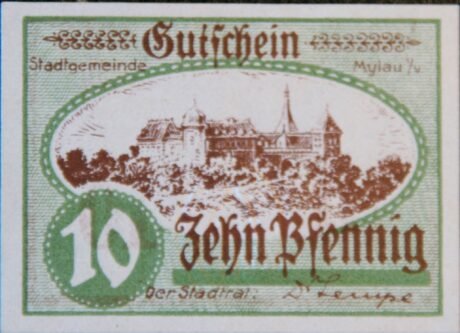 Gutschein
Stadtgemeinde Mylau i/V
10 Zehn Pfennig
Der Stadtrat: